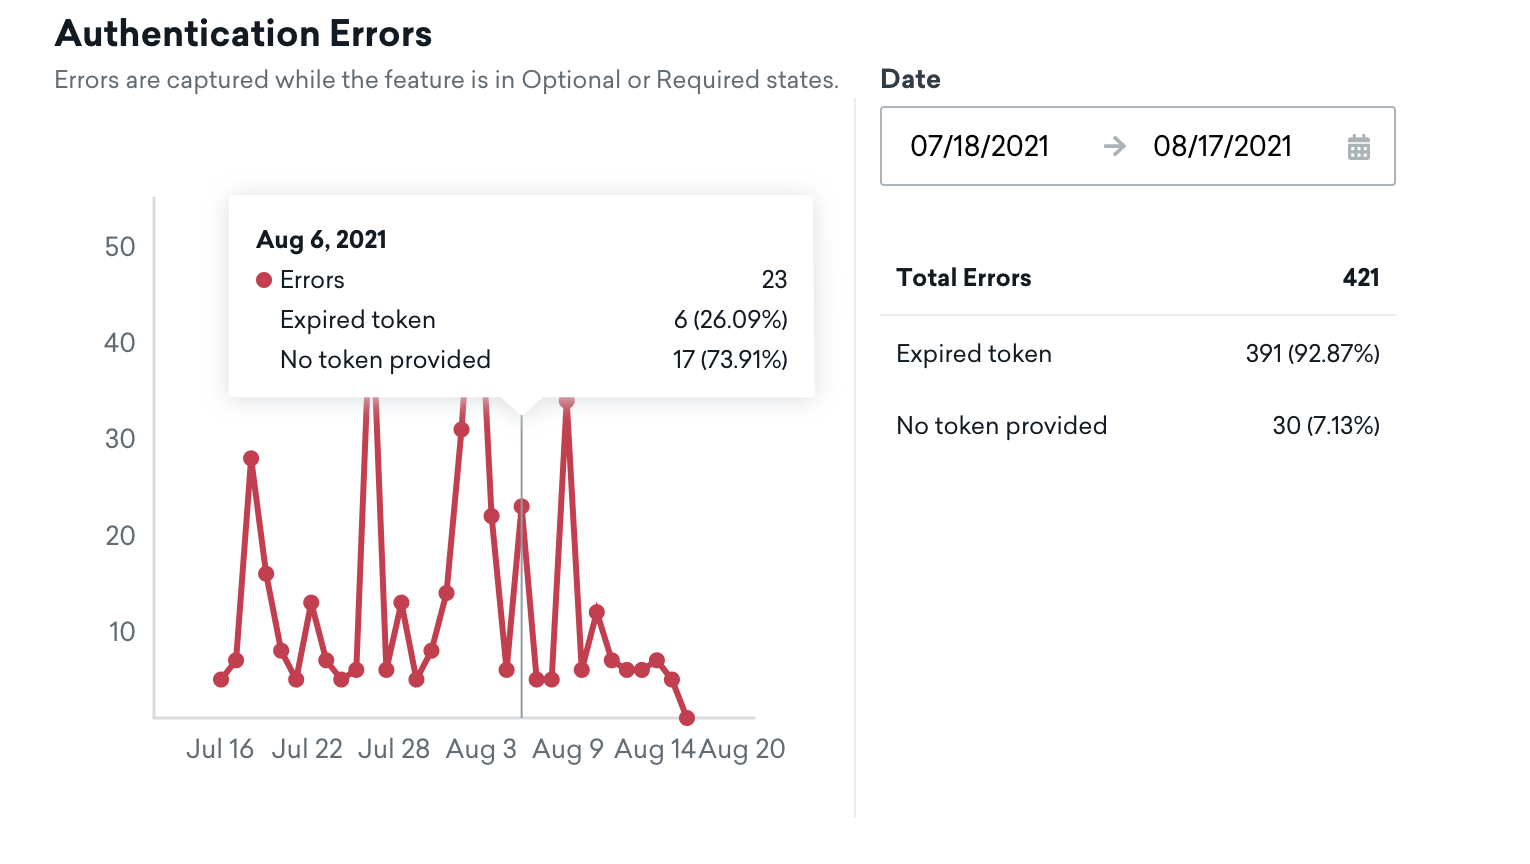 Authentication Errors
Errors are captured while the feature is in Optional or Required states.
Date
07/18/2021 → 08/17/2021
50
40
30
20
10
Aug 6, 2021
Errors 23
Expired token 6 (26.09%)
No token provided 17 (73.91%)
Jul 16 Jul 22 Jul 28 Aug 3 Aug 9 Aug 14 Aug 20
Total Errors 421
Expired token 391 (92.87%)
No token provided 30 (7.13%)